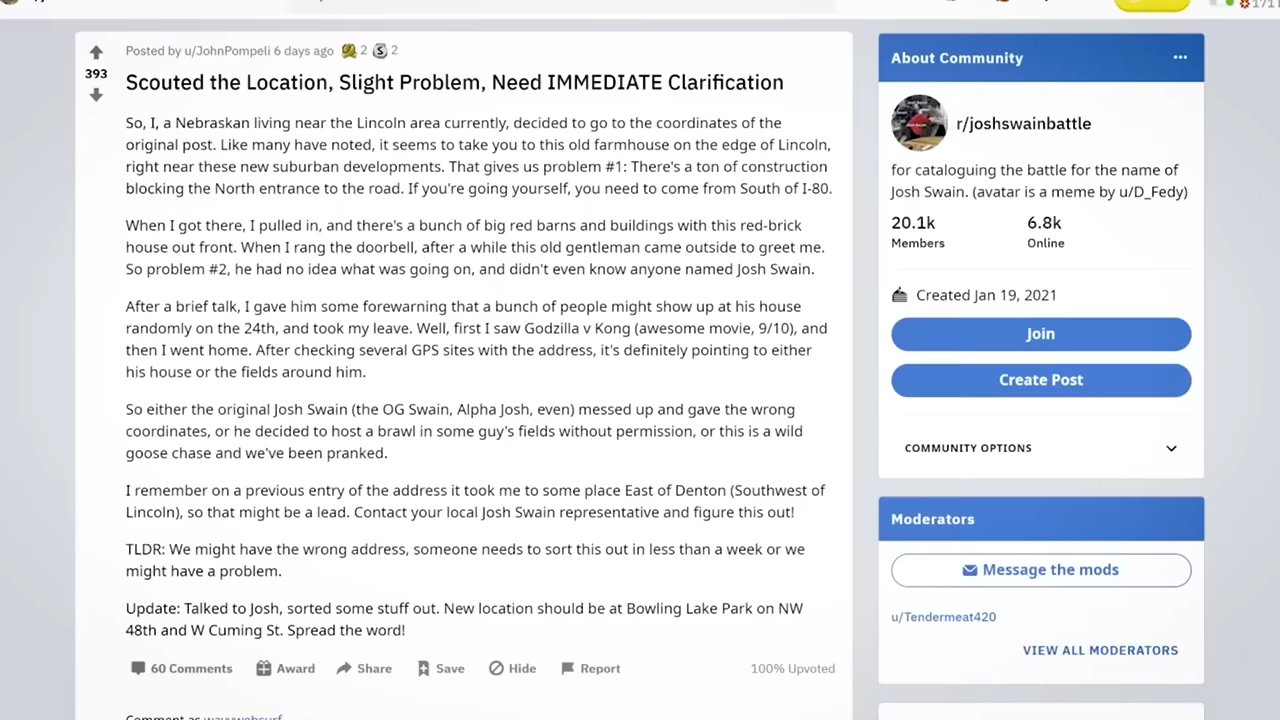 Posted by u/JohnPompeli 6 days ago 2 2
393
Scouted the Location, Slight Problem, Need IMMEDIATE Clarification
So, I, a Nebraskan living near the Lincoln area currently, decided to go to the coordinates of the
original post. Like many have noted, it seems to take you to this old farmhouse on the edge of Lincoln,
right near these new suburban developments. That gives us problem #1: There's a ton of construction
blocking the North entrance to the road. If you're going yourself, you need to come from South of I-80.
When I got there, I pulled in, and there's a bunch of big red barns and buildings with this red-brick
house out front. When I rang the doorbell, after a while this old gentleman came outside to greet me.
So problem #2, he had no idea what was going on, and didn't even know anyone named Josh Swain.
After a brief talk, I gave him some forewarning that a bunch of people might show up at his house
randomly on the 24th, and took my leave. Well, first I saw Godzilla v Kong (awesome movie, 9/10), and
then I went home. After checking several GPS sites with the address, it's definitely pointing to either
his house or the fields around him.
So either the original Josh Swain (the OG Swain, Alpha Josh, even) messed up and gave the wrong
coordinates, or he decided to host a brawl in some guy's fields without permission, or this is a wild
goose chase and we've been pranked.
I remember on a previous entry of the address it took me to some place East of Denton (Southwest of
Lincoln), so that might be a lead. Contact your local Josh Swain representative and figure this out!
TLDR: We might have the wrong address, someone needs to sort this out in less than a week or we
might have a problem.
Update: Talked to Josh, sorted some stuff out. New location should be at Bowling Lake Park on NW
48th and W Cuming St. Spread the word!
60 Comments Award Share Save Hide Report 100% Upvoted
About Community
r/joshswainbattle
for cataloguing the battle for the name of
Josh Swain. (avatar is a meme by u/D_Fedy)
20.1k 6.8k
Members Online
Created Jan 19, 2021
Join
Create Post
COMMUNITY OPTIONS
Moderators
Message the mods
u/Tendermeat420
VIEW ALL MODERATORS